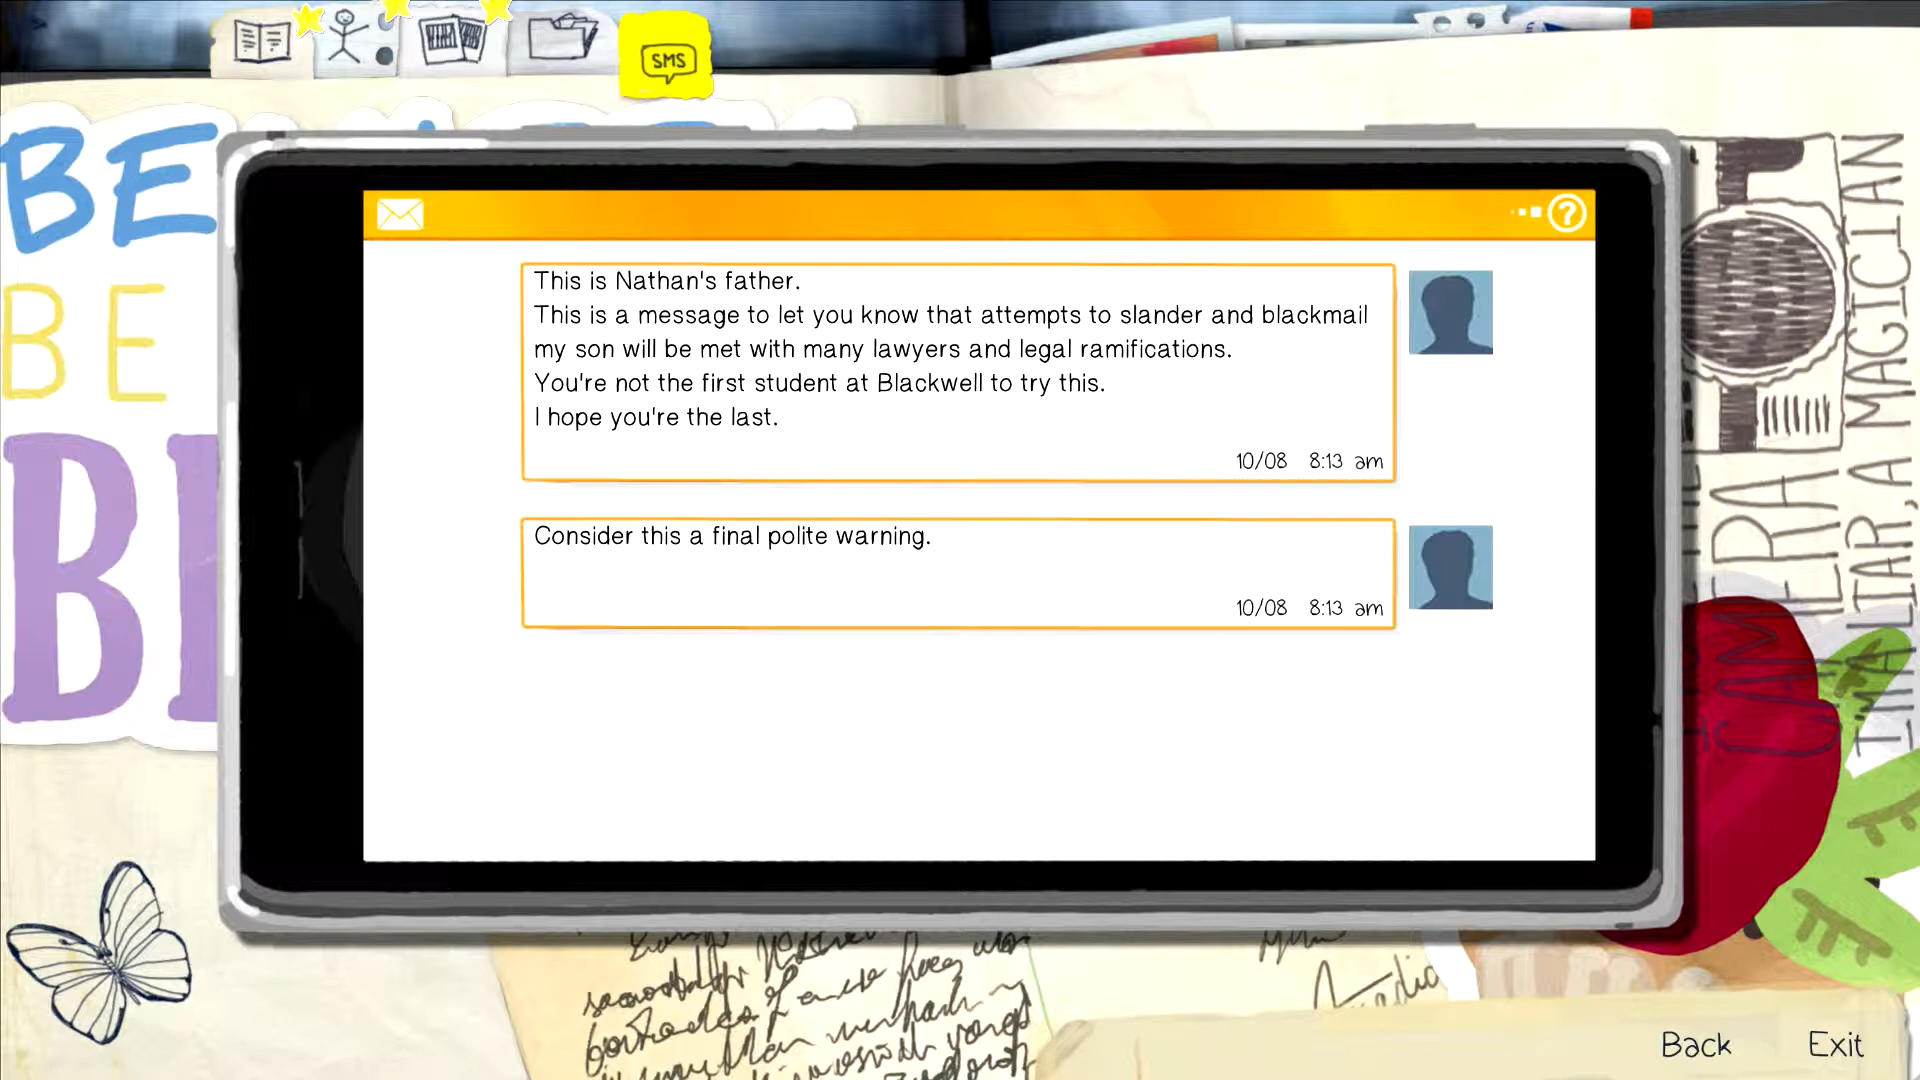 SMS
BE
BE
This is Nathan's father.
This is a message to let you know that attempts to slander and blackmail
my son will be met with many lawyers and legal ramifications.
You're not the first student at Blackwell to try this.
I hope you're the last.
10/08 8:13 am
Consider this a final polite warning.
10/08 8:13 am
CAMERA
I'M A LIAR, A MAGICIAN
Back
Exit